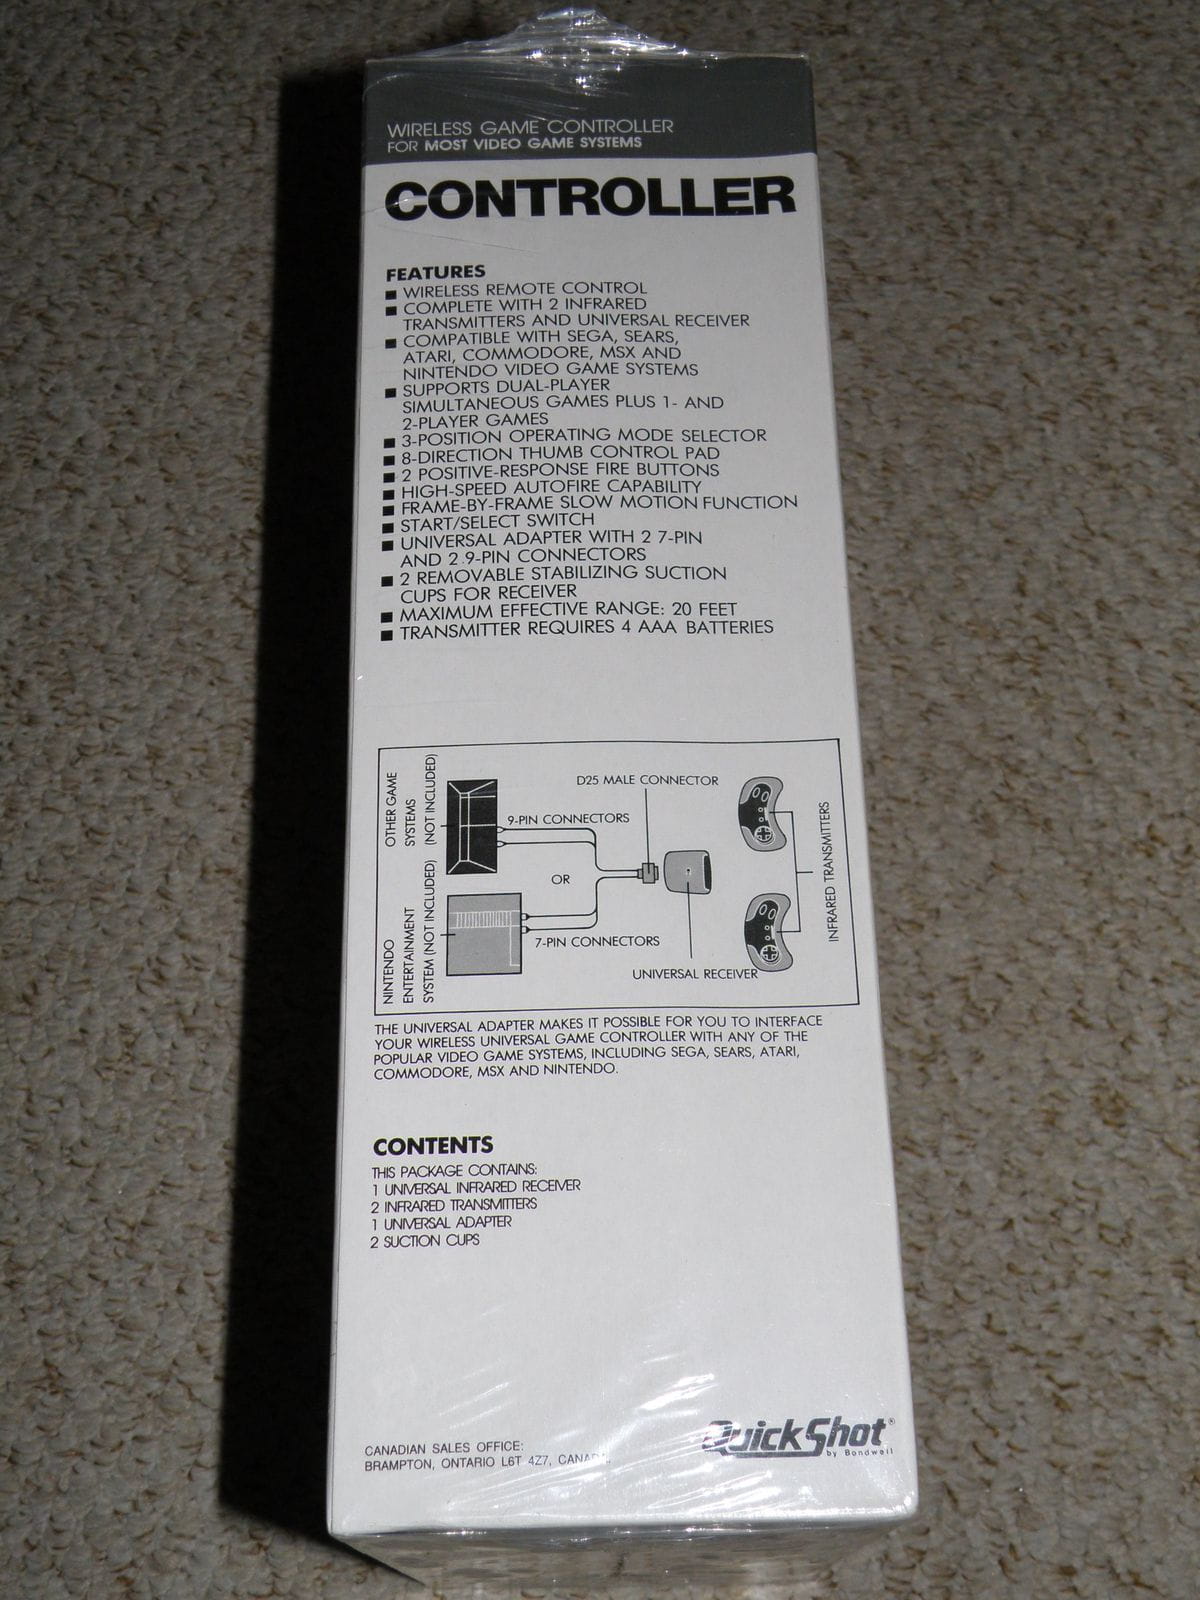 WIRELESS GAME CONTROLLER
FOR MOST VIDEO GAME SYSTEMS
CONTROLLER
FEATURES
■ WIRELESS REMOTE CONTROL
■ COMPLETE WITH 2 INFRARED
TRANSMITTERS AND UNIVERSAL RECEIVER
■ COMPATIBLE WITH SEGA, SEARS,
ATARI, COMMODORE, MSX AND
NINTENDO VIDEO GAME SYSTEMS
■ SUPPORTS DUAL-PLAYER
SIMULTANEOUS GAMES PLUS 1- AND
2-PLAYER GAMES
■ 3-POSITION OPERATING MODE SELECTOR
■ 8-DIRECTION THUMB CONTROL PAD
■ 2 POSITIVE-RESPONSE FIRE BUTTONS
■ HIGH-SPEED AUTOFIRE CAPABILITY
■ FRAME-BY-FRAME SLOW MOTION FUNCTION
■ START/SELECT SWITCH
■ UNIVERSAL ADAPTER WITH 2 7-PIN
AND 2 9-PIN CONNECTORS
■ 2 REMOVABLE STABILIZING SUCTION
CUPS FOR RECEIVER
■ MAXIMUM EFFECTIVE RANGE: 20 FEET
■ TRANSMITTER REQUIRES 4 AAA BATTERIES
OTHER GAME
SYSTEMS
(NOT INCLUDED)
D25 MALE CONNECTOR
9-PIN CONNECTORS
OR
NINTENDO
ENTERTAINMENT
SYSTEM (NOT INCLUDED)
7-PIN CONNECTORS
UNIVERSAL RECEIVER
INFRARED TRANSMITTERS
THE UNIVERSAL ADAPTER MAKES IT POSSIBLE FOR YOU TO INTERFACE
YOUR WIRELESS UNIVERSAL GAME CONTROLLER WITH ANY OF THE
POPULAR VIDEO GAME SYSTEMS, INCLUDING SEGA, SEARS, ATARI,
COMMODORE, MSX AND NINTENDO.
CONTENTS
THIS PACKAGE CONTAINS:
1 UNIVERSAL INFRARED RECEIVER
2 INFRARED TRANSMITTERS
1 UNIVERSAL ADAPTER
2 SUCTION CUPS
CANADIAN SALES OFFICE:
BRAMPTON, ONTARIO L6T 4Z7, CANADA.
QuickShot®
by Bondwell